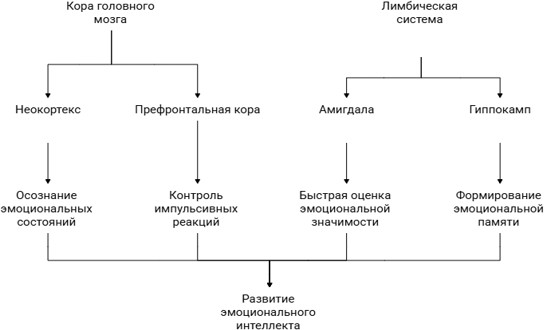 Кора головного
мозга
Лимбическая
система
Неокортекс
Префронтальная кора
Амигдала
Гиппокамп
Осознание
эмоциональных
состояний
Контроль
импульсивных
реакций
Быстрая оценка
эмоциональной
значимости
Формирование
эмоциональной
памяти
Развитие
эмоционального
интеллекта